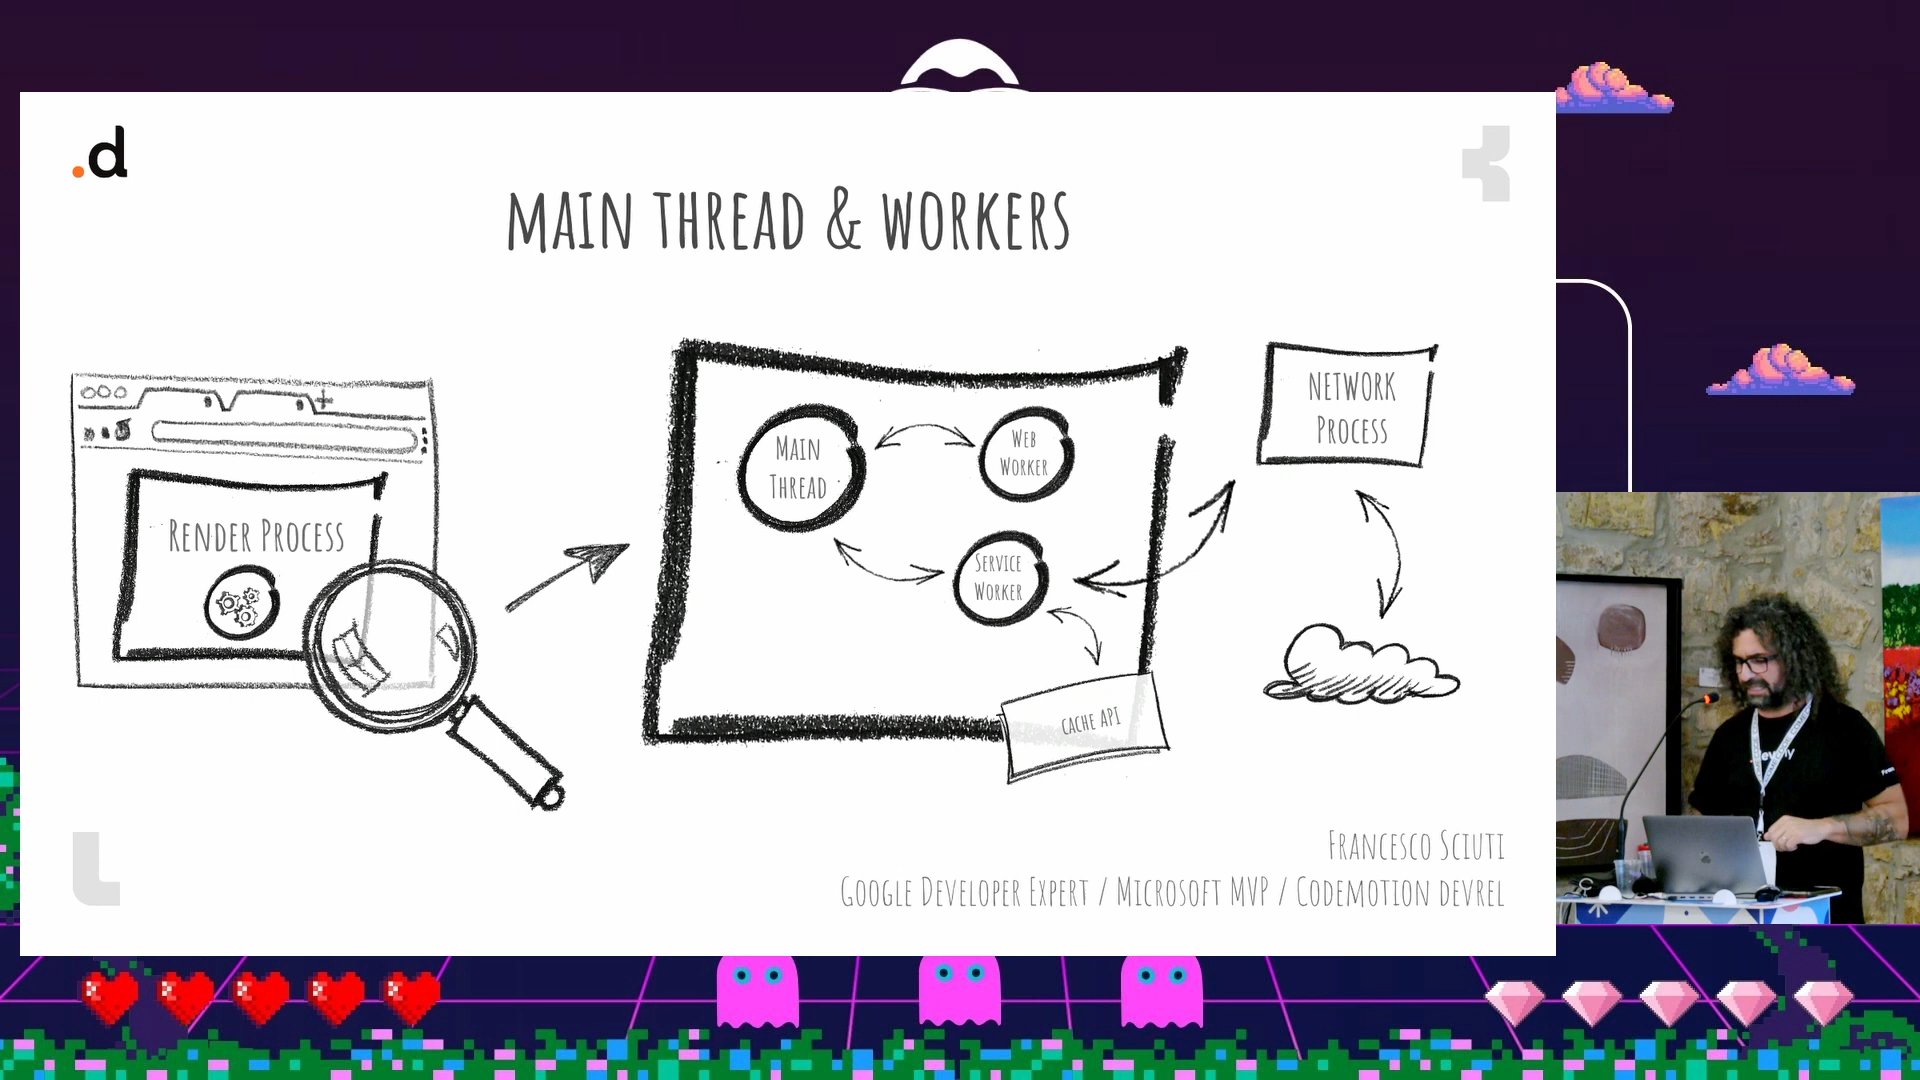 .d
MAIN THREAD & WORKERS
RENDER PROCESS
MAIN
THREAD
WEB
WORKER
SERVICE
WORKER
CACHE API
NETWORK
PROCESS
FRANCESCO SCIUTI
GOOGLE DEVELOPER EXPERT / MICROSOFT MVP / CODEMOTION DEVREL